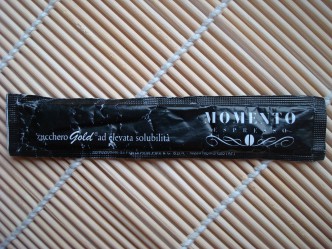 zucchero Gold ad elevata solubilità
MOMENTO
ESPRESSO